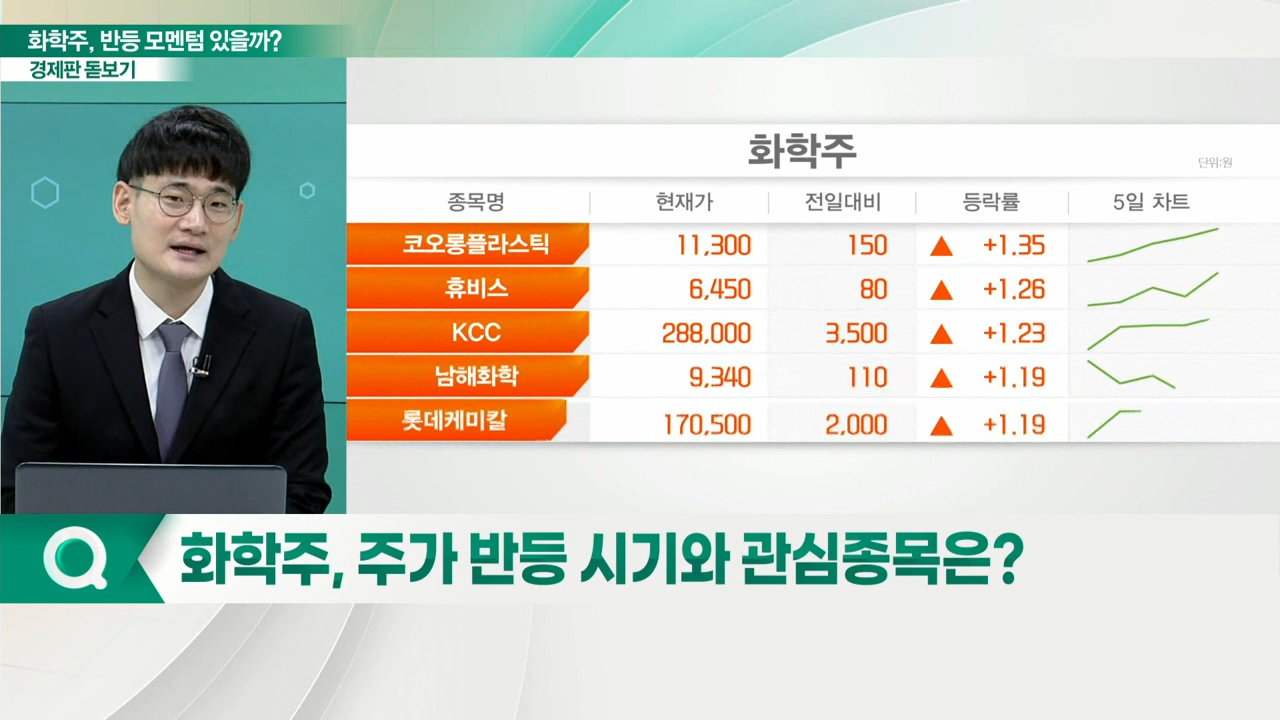 화학주, 반등 모멘텀 있을까?
경제판 돋보기
화학주
단위:원
종목명 현재가 전일대비 등락률 5일 차트
코오롱플라스틱 11,300 150 ▲ +1.35
휴비스 6,450 80 ▲ +1.26
KCC 288,000 3,500 ▲ +1.23
남해화학 9,340 110 ▲ +1.19
롯데케미칼 170,500 2,000 ▲ +1.19
화학주, 주가 반등 시기와 관심종목은?